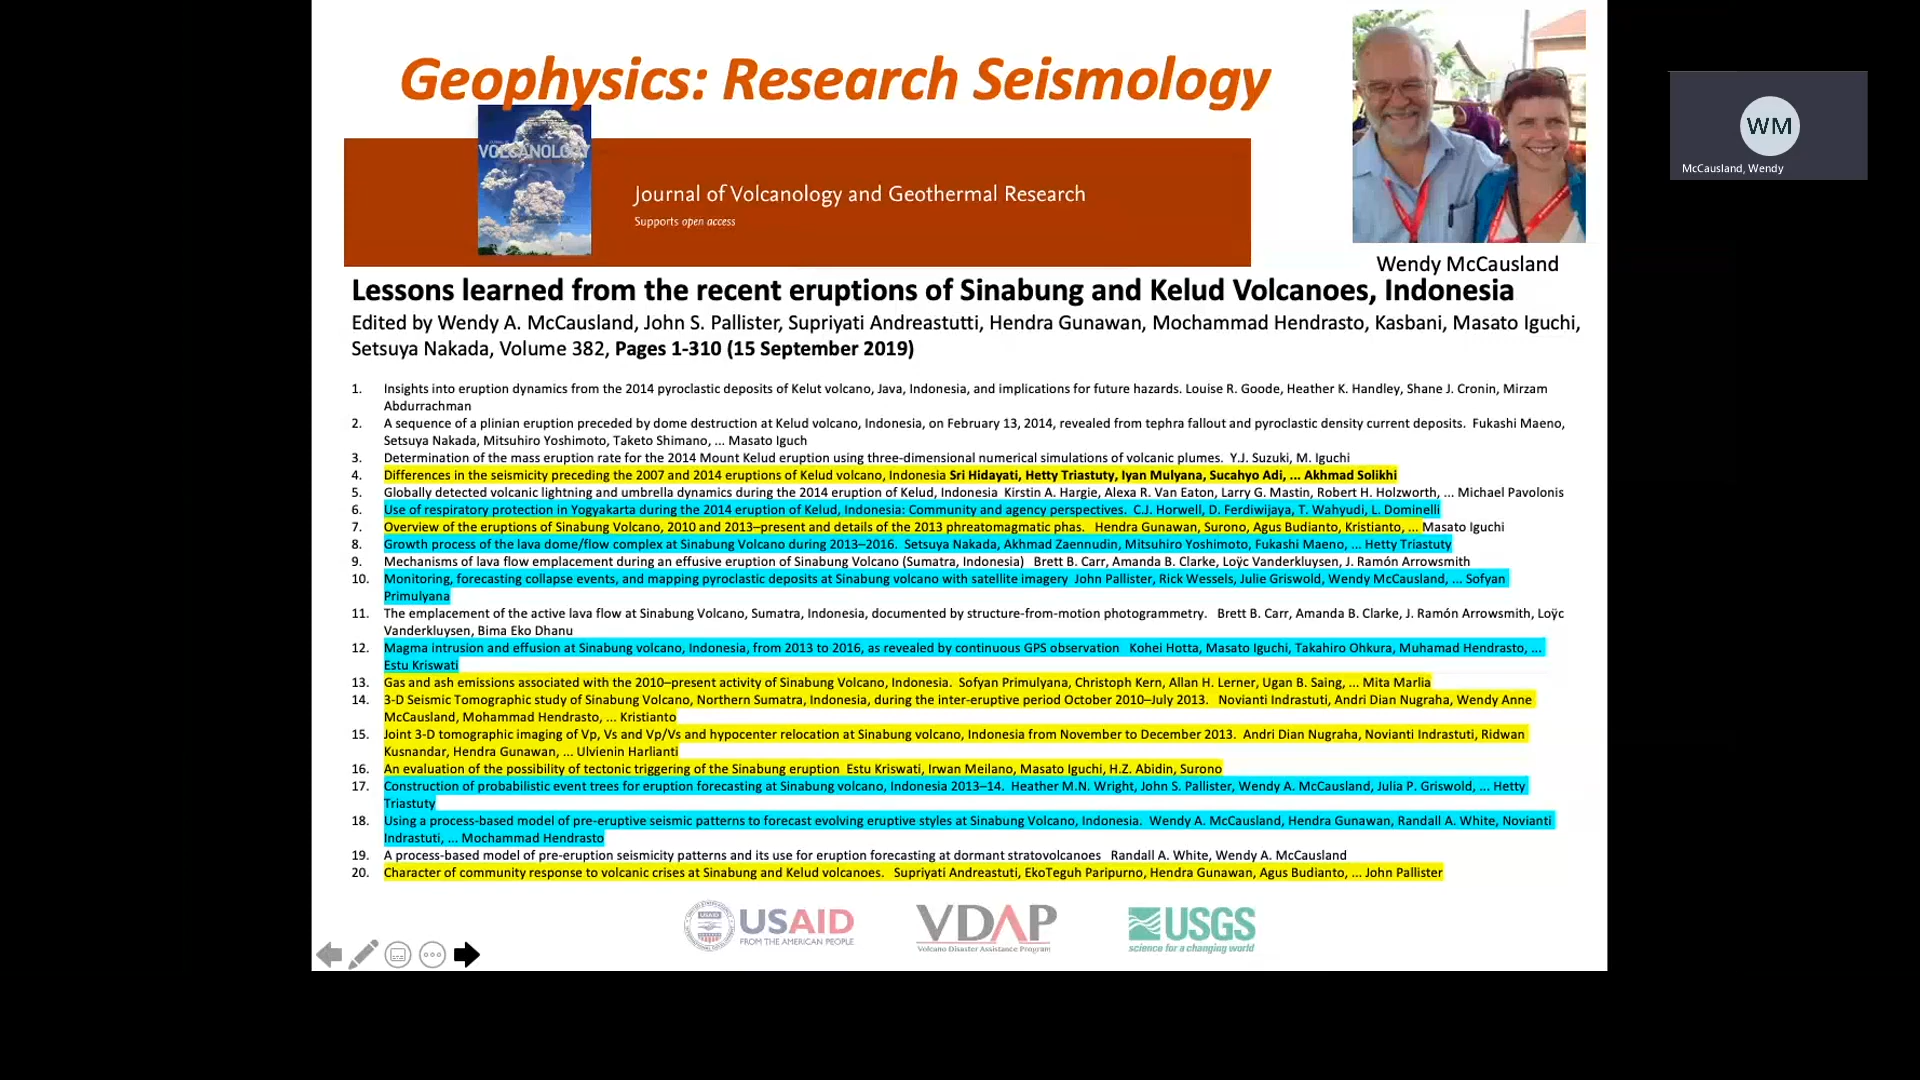 Geophysics: Research Seismology
VOLCANOLOGY
Journal of Volcanology and Geothermal Research
Supports open access
WM
McCausland, Wendy
Wendy McCausland
Lessons learned from the recent eruptions of Sinabung and Kelud Volcanoes, Indonesia
Edited by Wendy A. McCausland, John S. Pallister, Supriyati Andreastutti, Hendra Gunawan, Mochammad Hendrasto, Kasbani, Masato Iguchi,
Setsuya Nakada, Volume 382, Pages 1-310 (15 September 2019)
1. Insights into eruption dynamics from the 2014 pyroclastic deposits of Kelut volcano, Java, Indonesia, and implications for future hazards. Louise R. Goode, Heather K. Handley, Shane J. Cronin, Mirzam
Abdurrachman
2. A sequence of a plinian eruption preceded by dome destruction at Kelud volcano, Indonesia, on February 13, 2014, revealed from tephra fallout and pyroclastic density current deposits. Fukashi Maeno,
Setsuya Nakada, Mitsuhiro Yoshimoto, Taketo Shimano, ... Masato Iguch
3. Determination of the mass eruption rate for the 2014 Mount Kelud eruption using three-dimensional numerical simulations of volcanic plumes. Y.J. Suzuki, M. Iguchi
4. Differences in the seismicity preceding the 2007 and 2014 eruptions of Kelud volcano, Indonesia Sri Hidayati, Hetty Triastuty, Iyan Mulyana, Sucahyo Adi, ... Akhmad Solikhi
5. Globally detected volcanic lightning and umbrella dynamics during the 2014 eruption of Kelud, Indonesia Kirstin A. Hargie, Alexa R. Van Eaton, Larry G. Mastin, Robert H. Holzworth, ... Michael Pavolonis
6. Use of respiratory protection in Yogyakarta during the 2014 eruption of Kelud, Indonesia: Community and agency perspectives. C.J. Horwell, D. Ferdiwijaya, T. Wahyudi, L. Dominelli
7. Overview of the eruptions of Sinabung Volcano, 2010 and 2013–present and details of the 2013 phreatomagmatic phas. Hendra Gunawan, Surono, Agus Budianto, Kristianto, ... Masato Iguchi
8. Growth process of the lava dome/flow complex at Sinabung Volcano during 2013–2016. Setsuya Nakada, Akhmad Zaennudin, Mitsuhiro Yoshimoto, Fukashi Maeno, ... Hetty Triastuty
9. Mechanisms of lava flow emplacement during an effusive eruption of Sinabung Volcano (Sumatra, Indonesia) Brett B. Carr, Amanda B. Clarke, Loÿc Vanderkluysen, J. Ramón Arrowsmith
10. Monitoring, forecasting collapse events, and mapping pyroclastic deposits at Sinabung volcano with satellite imagery John Pallister, Rick Wessels, Julie Griswold, Wendy McCausland, ... Sofyan
Primulyana
11. The emplacement of the active lava flow at Sinabung Volcano, Sumatra, Indonesia, documented by structure-from-motion photogrammetry. Brett B. Carr, Amanda B. Clarke, J. Ramón Arrowsmith, Loÿc
Vanderkluysen, Bima Eko Dhanu
12. Magma intrusion and effusion at Sinabung volcano, Indonesia, from 2013 to 2016, as revealed by continuous GPS observation Kohei Hotta, Masato Iguchi, Takahiro Ohkura, Muhamad Hendrasto, ...
Estu Kriswati
13. Gas and ash emissions associated with the 2010–present activity of Sinabung Volcano, Indonesia. Sofyan Primulyana, Christoph Kern, Allan H. Lerner, Ugan B. Saing, ... Mita Marlia
14. 3-D Seismic Tomographic study of Sinabung Volcano, Northern Sumatra, Indonesia, during the inter-eruptive period October 2010–July 2013. Novianti Indrastuti, Andri Dian Nugraha, Wendy Anne
McCausland, Mohammad Hendrasto, ... Kristianto
15. Joint 3-D tomographic imaging of Vp, Vs and Vp/Vs and hypocenter relocation at Sinabung volcano, Indonesia from November to December 2013. Andri Dian Nugraha, Novianti Indrastuti, Ridwan
Kusnandar, Hendra Gunawan, ... Ulvienin Harlianti
16. An evaluation of the possibility of tectonic triggering of the Sinabung eruption Estu Kriswati, Irwan Meilano, Masato Iguchi, H.Z. Abidin, Surono
17. Construction of probabilistic event trees for eruption forecasting at Sinabung volcano, Indonesia 2013–14. Heather M.N. Wright, John S. Pallister, Wendy A. McCausland, Julia P. Griswold, ... Hetty
Triastuty
18. Using a process-based model of pre-eruptive seismic patterns to forecast evolving eruptive styles at Sinabung Volcano, Indonesia. Wendy A. McCausland, Hendra Gunawan, Randall A. White, Novianti
Indrastuti, ... Mochammad Hendrasto
19. A process-based model of pre-eruption seismicity patterns and its use for eruption forecasting at dormant stratovolcanoes Randall A. White, Wendy A. McCausland
20. Character of community response to volcanic crises at Sinabung and Kelud volcanoes. Supriyati Andreastuti, EkoTeguh Paripurno, Hendra Gunawan, Agus Budianto, ... John Pallister
USAID
FROM THE AMERICAN PEOPLE
VDAP
Volcano Disaster Assistance Program
USGS
science for a changing world